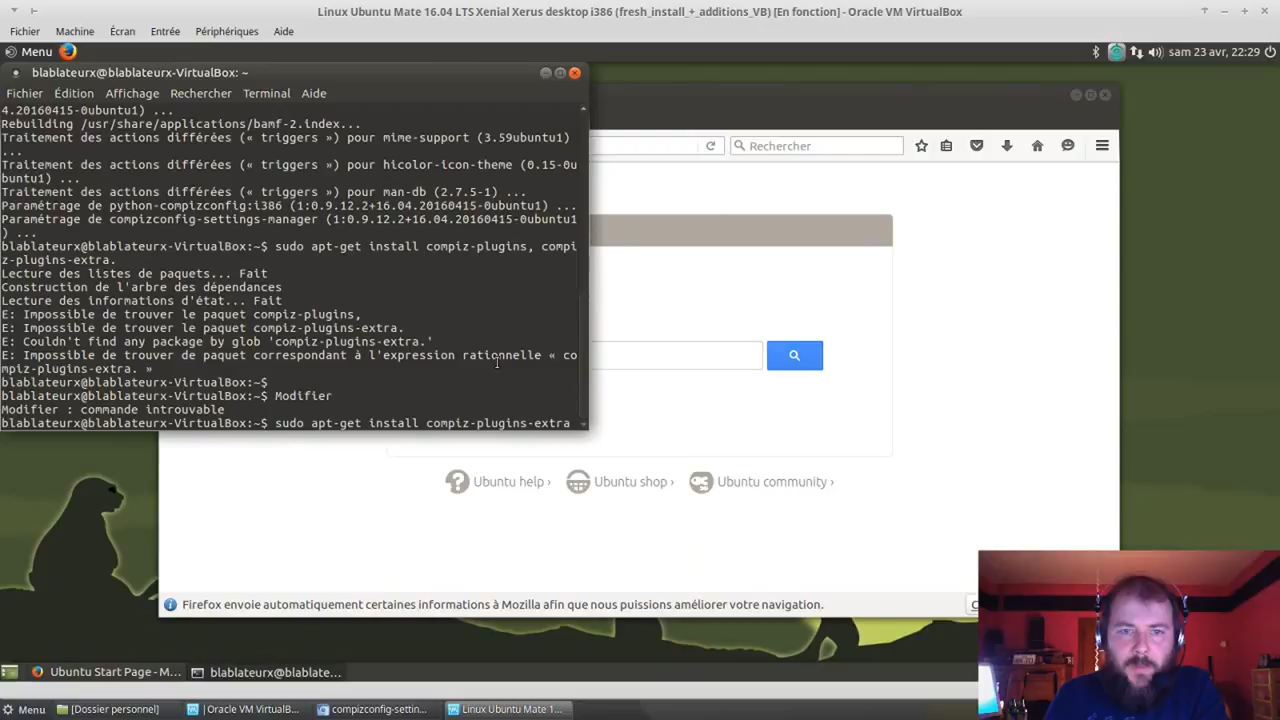 Linux Ubuntu Mate 16.04 LTS Xenial Xerus desktop i386 (fresh_install_+_additions_VB) [En fonction] - Oracle VM VirtualBox
Fichier Machine Écran Entrée Périphériques Aide
Menu sam 23 avr, 22:29
blablateurx@blablateurx-VirtualBox: ~
Fichier Édition Affichage Rechercher Terminal Aide
4.20160415-0ubuntu1) ...
Rebuilding /usr/share/applications/bamf-2.index...
Traitement des actions différées (« triggers ») pour mime-support (3.59ubuntu1)
...
Traitement des actions différées (« triggers ») pour hicolor-icon-theme (0.15-0u
buntu1) ...
Traitement des actions différées (« triggers ») pour man-db (2.7.5-1) ...
Paramétrage de python-compizconfig:i386 (1:0.9.12.2+16.04.20160415-0ubuntu1) ...
Paramétrage de compizconfig-settings-manager (1:0.9.12.2+16.04.20160415-0ubuntu1
) ...
blablateurx@blablateurx-VirtualBox:~$ sudo apt-get install compiz-plugins, compi
z-plugins-extra.
Lecture des listes de paquets... Fait
Construction de l'arbre des dépendances
Lecture des informations d'état... Fait
E: Impossible de trouver le paquet compiz-plugins,
E: Impossible de trouver le paquet compiz-plugins-extra.
E: Couldn't find any package by glob 'compiz-plugins-extra.'
E: Impossible de trouver de paquet correspondant à l'expression rationnelle « co
mpiz-plugins-extra. »
blablateurx@blablateurx-VirtualBox:~$
blablateurx@blablateurx-VirtualBox:~$ Modifier
Modifier : commande introuvable
blablateurx@blablateurx-VirtualBox:~$ sudo apt-get install compiz-plugins-extra
Rechercher
Ubuntu help › Ubuntu shop › Ubuntu community ›
Firefox envoie automatiquement certaines informations à Mozilla afin que nous puissions améliorer votre navigation.
Ubuntu Start Page - M... blablateurx@blablate...
Menu [Dossier personnel] [Oracle VM VirtualB... compizconfig-settin... Linux Ubuntu Mate 1...